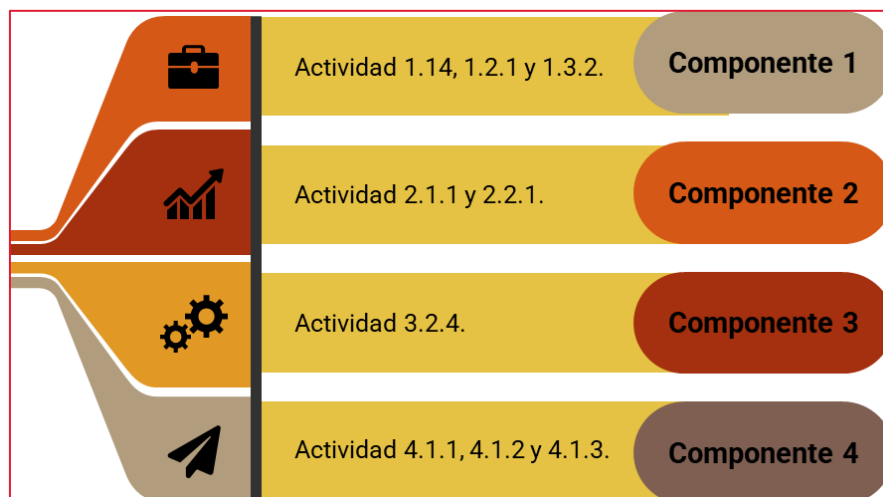 Actividad 1.14, 1.2.1 y 1.3.2.
Componente 1
Actividad 2.1.1 y 2.2.1.
Componente 2
Actividad 3.2.4.
Componente 3
Actividad 4.1.1, 4.1.2 y 4.1.3.
Componente 4